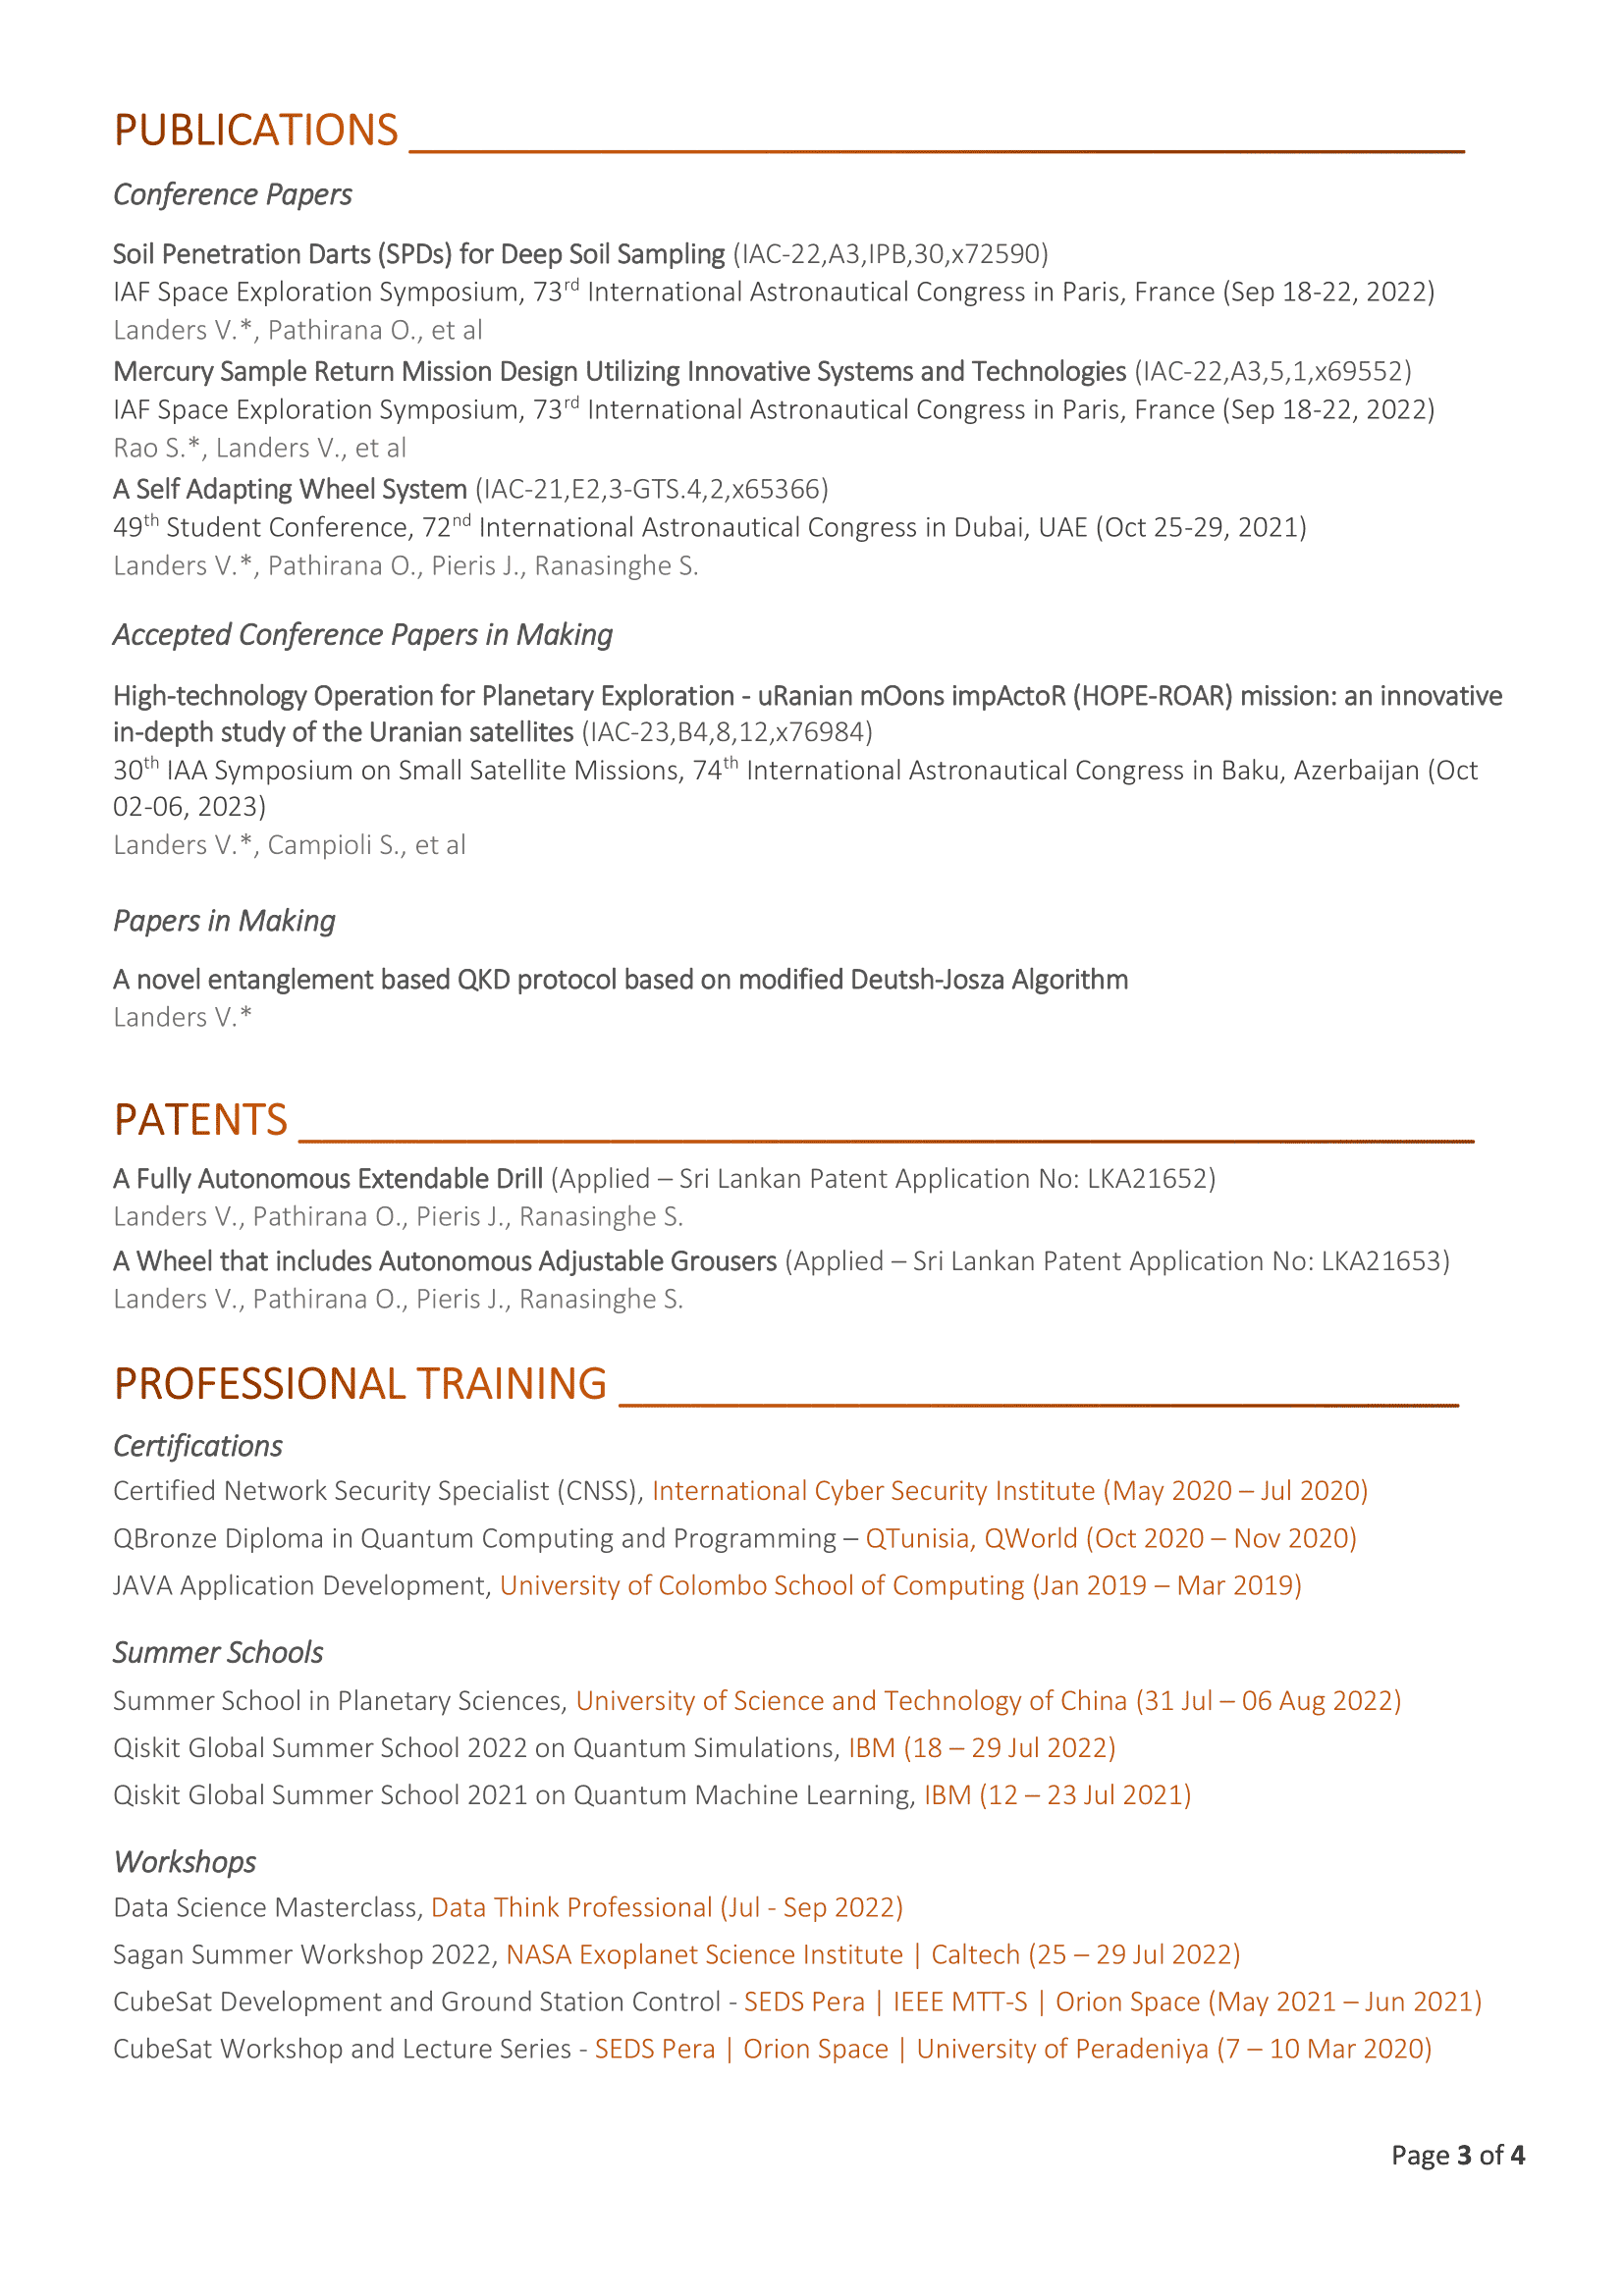 PUBLICATIONS
Conference Papers
Soil Penetration Darts (SPDs) for Deep Soil Sampling (IAC-22,A3,IPB,30,x72590)
IAF Space Exploration Symposium, 73rd International Astronautical Congress in Paris, France (Sep 18-22, 2022)
Landers V.*, Pathirana O., et al
Mercury Sample Return Mission Design Utilizing Innovative Systems and Technologies (IAC-22,A3,5,1,x69552)
IAF Space Exploration Symposium, 73rd International Astronautical Congress in Paris, France (Sep 18-22, 2022)
Rao S.*, Landers V., et al
A Self Adapting Wheel System (IAC-21,E2,3-GTS.4,2,x65366)
49th Student Conference, 72nd International Astronautical Congress in Dubai, UAE (Oct 25-29, 2021)
Landers V.*, Pathirana O., Pieris J., Ranasinghe S.
Accepted Conference Papers in Making
High-technology Operation for Planetary Exploration - uRanian mOons impActoR (HOPE-ROAR) mission: an innovative
in-depth study of the Uranian satellites (IAC-23,B4,8,12,x76984)
30th IAA Symposium on Small Satellite Missions, 74th International Astronautical Congress in Baku, Azerbaijan (Oct
02-06, 2023)
Landers V.*, Campioli S., et al
Papers in Making
A novel entanglement based QKD protocol based on modified Deutsh-Josza Algorithm
Landers V.*
PATENTS
A Fully Autonomous Extendable Drill (Applied – Sri Lankan Patent Application No: LKA21652)
Landers V., Pathirana O., Pieris J., Ranasinghe S.
A Wheel that includes Autonomous Adjustable Grousers (Applied – Sri Lankan Patent Application No: LKA21653)
Landers V., Pathirana O., Pieris J., Ranasinghe S.
PROFESSIONAL TRAINING
Certifications
Certified Network Security Specialist (CNSS), International Cyber Security Institute (May 2020 – Jul 2020)
QBronze Diploma in Quantum Computing and Programming – QTunisia, QWorld (Oct 2020 – Nov 2020)
JAVA Application Development, University of Colombo School of Computing (Jan 2019 – Mar 2019)
Summer Schools
Summer School in Planetary Sciences, University of Science and Technology of China (31 Jul – 06 Aug 2022)
Qiskit Global Summer School 2022 on Quantum Simulations, IBM (18 – 29 Jul 2022)
Qiskit Global Summer School 2021 on Quantum Machine Learning, IBM (12 – 23 Jul 2021)
Workshops
Data Science Masterclass, Data Think Professional (Jul - Sep 2022)
Sagan Summer Workshop 2022, NASA Exoplanet Science Institute | Caltech (25 – 29 Jul 2022)
CubeSat Development and Ground Station Control - SEDS Pera | IEEE MTT-S | Orion Space (May 2021 – Jun 2021)
CubeSat Workshop and Lecture Series - SEDS Pera | Orion Space | University of Peradeniya (7 – 10 Mar 2020)
Page 3 of 4